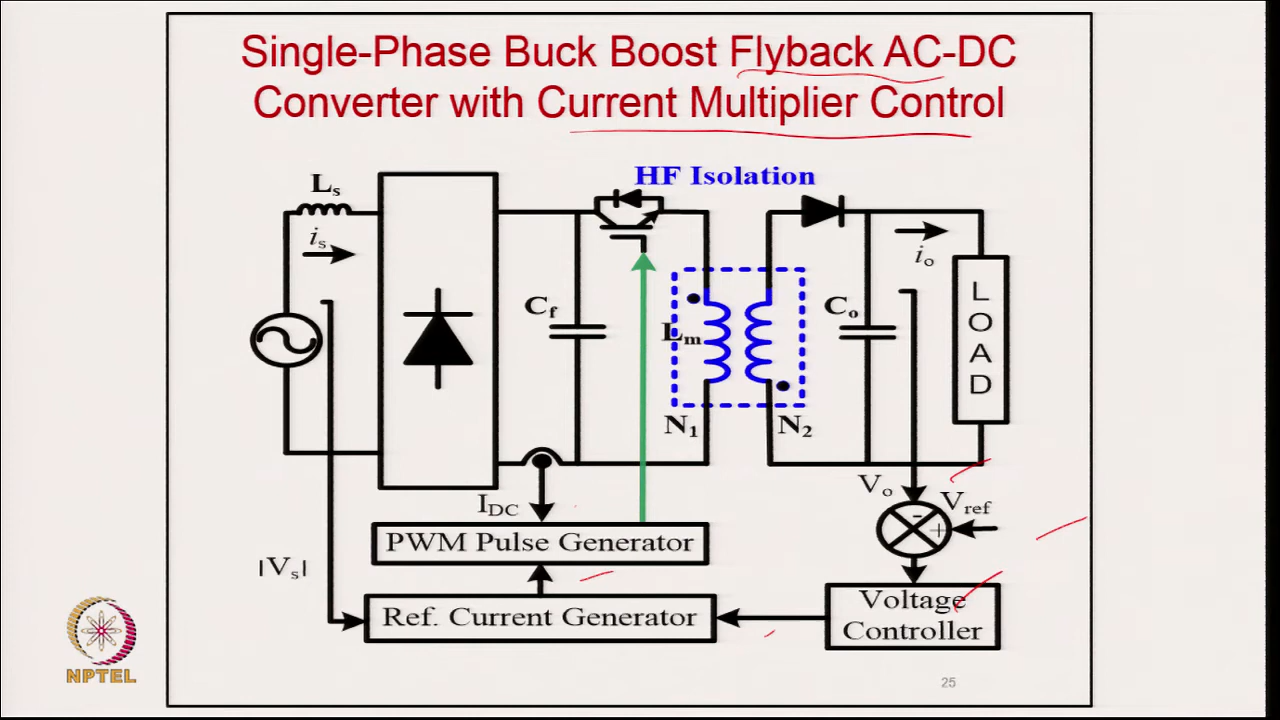 Single-Phase Buck Boost Flyback AC-DC
Converter with Current Multiplier Control
HF Isolation
Ls
is
Cf
Lm
N1
N2
Co
io
LOAD
IDC
Vo
Vref
-
+
PWM Pulse Generator
|Vs|
Ref. Current Generator
Voltage
Controller
NPTEL
25